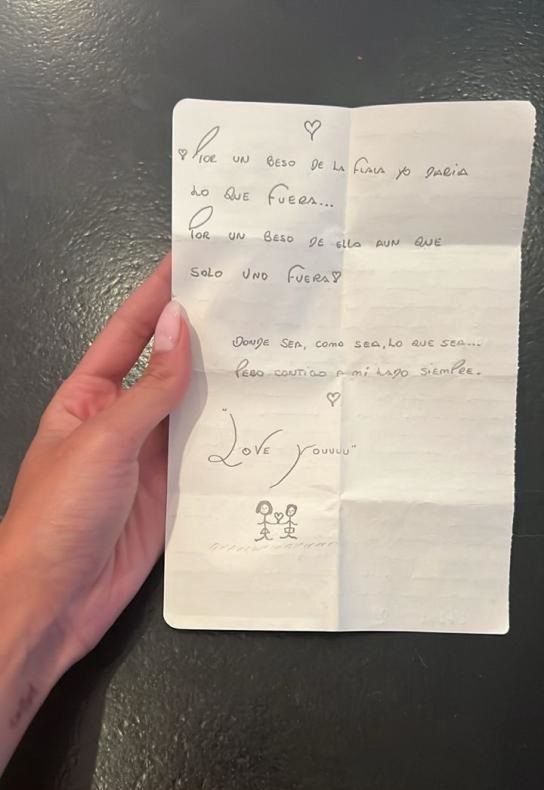 Por un beso de la flaca yo daria
lo que fuera...
Por un beso de ella aun que
solo uno fuera
Donde sea, como sea, lo que sea...
Pero contigo a mi lado siempre.
"Love youuuu"